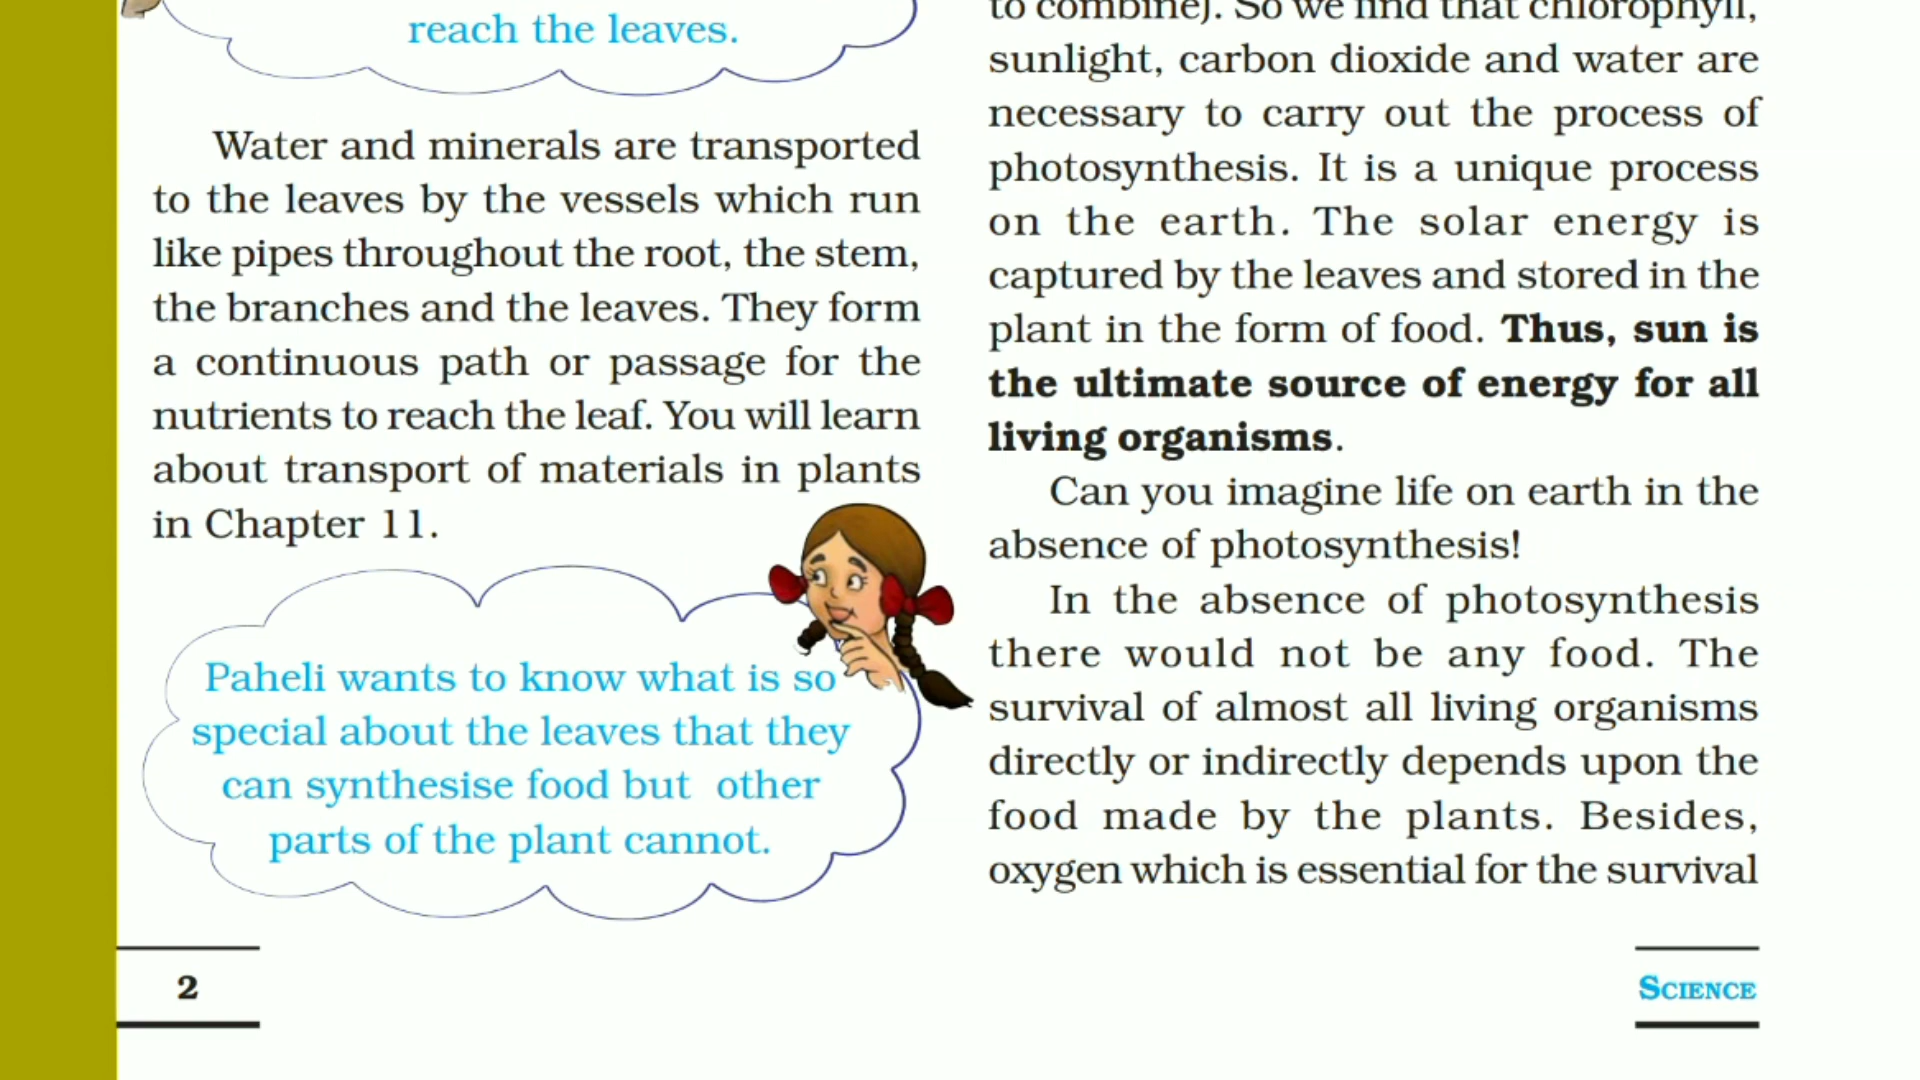 reach the leaves.
Water and minerals are transported
to the leaves by the vessels which run
like pipes throughout the root, the stem,
the branches and the leaves. They form
a continuous path or passage for the
nutrients to reach the leaf. You will learn
about transport of materials in plants
in Chapter 11.
Paheli wants to know what is so
special about the leaves that they
can synthesise food but other
parts of the plant cannot.
to combine). So we find that chlorophyll,
sunlight, carbon dioxide and water are
necessary to carry out the process of
photosynthesis. It is a unique process
on the earth. The solar energy is
captured by the leaves and stored in the
plant in the form of food. Thus, sun is
the ultimate source of energy for all
living organisms.
Can you imagine life on earth in the
absence of photosynthesis!
In the absence of photosynthesis
there would not be any food. The
survival of almost all living organisms
directly or indirectly depends upon the
food made by the plants. Besides,
oxygen which is essential for the survival
2
SCIENCE